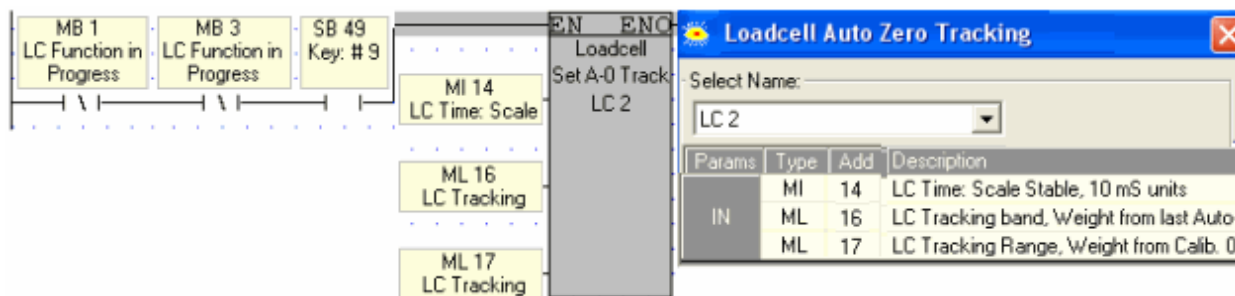 MB 1
LC Function in
Progress
MB 3
LC Function in
Progress
SB 49
Key: # 9
EN ENO
Loadcell
Set A-0 Track
LC 2
MI 14
LC Time: Scale
ML 16
LC Tracking
ML 17
LC Tracking
Loadcell Auto Zero Tracking
Select Name:
LC 2
Params Type Add Description
IN
MI 14 LC Time: Scale Stable, 10 mS units
ML 16 LC Tracking band, Weight from last Auto-
ML 17 LC Tracking Range, Weight from Calib. 0